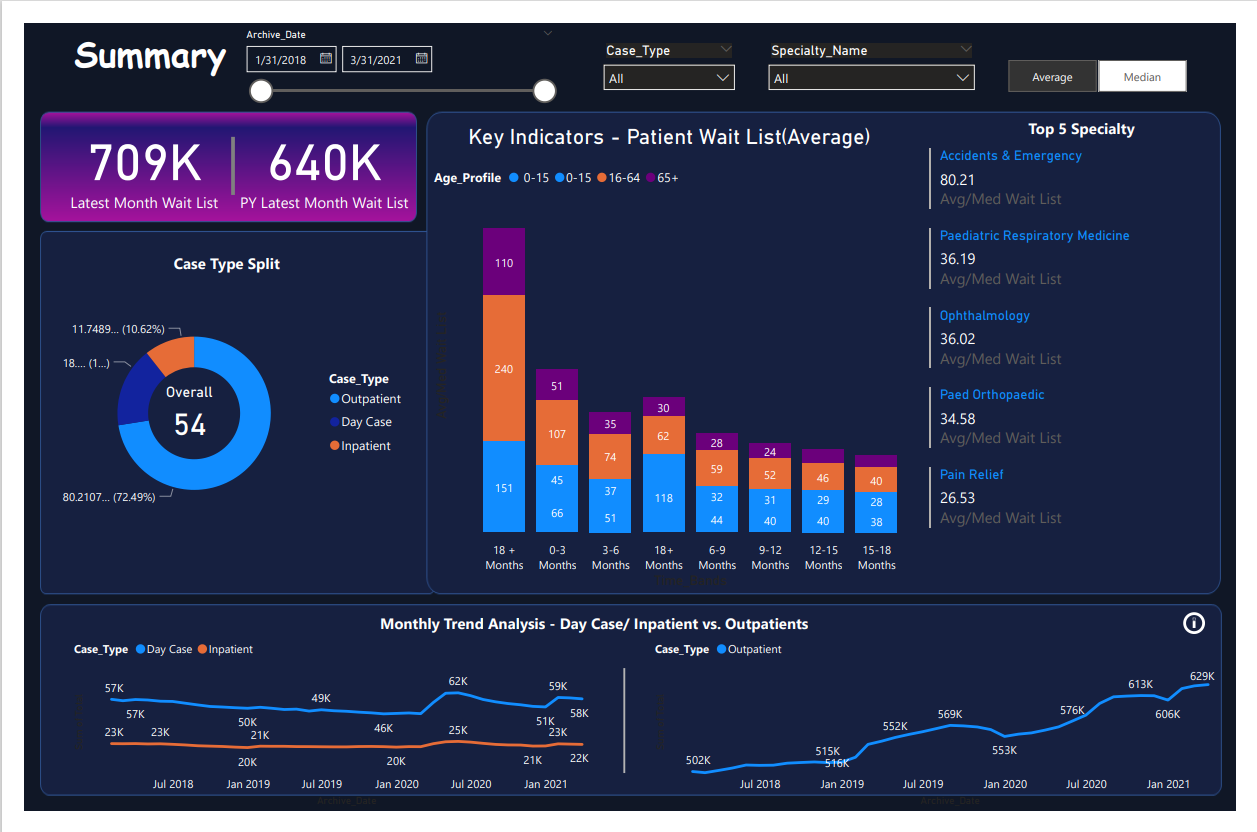 Summary
Archive_Date
1/31/2018
3/31/2021
Case_Type
All
Specialty_Name
All
Average
Median
709K
Latest Month Wait List
640K
PY Latest Month Wait List
Case Type Split
11.7489... (10.62%)
18.... (1...)
80.2107... (72.49%)
Overall
54
Case_Type
Outpatient
Day Case
Inpatient
Key Indicators - Patient Wait List(Average)
Age_Profile 0-15 0-15 16-64 65+
110
240
151
51
107
45
66
35
74
37
51
30
62
118
28
59
32
44
24
52
31
40
46
29
40
40
28
38
18 + Months
0-3 Months
3-6 Months
18+ Months
6-9 Months
9-12 Months
12-15 Months
15-18 Months
Top 5 Specialty
Accidents & Emergency
80.21
Avg/Med Wait List
Paediatric Respiratory Medicine
36.19
Avg/Med Wait List
Ophthalmology
36.02
Avg/Med Wait List
Paed Orthopaedic
34.58
Avg/Med Wait List
Pain Relief
26.53
Avg/Med Wait List
Monthly Trend Analysis - Day Case/ Inpatient vs. Outpatients
Case_Type Day Case Inpatient
57K
57K
50K
49K
46K
62K
51K
59K
58K
23K
23K
20K
21K
20K
25K
21K
23K
22K
Jul 2018 Jan 2019 Jul 2019 Jan 2020 Jul 2020 Jan 2021
Archive_Date
Case_Type Outpatient
502K
515K
516K
552K
569K
553K
576K
613K
606K
629K
Jul 2018 Jan 2019 Jul 2019 Jan 2020 Jul 2020 Jan 2021
Archive_Date